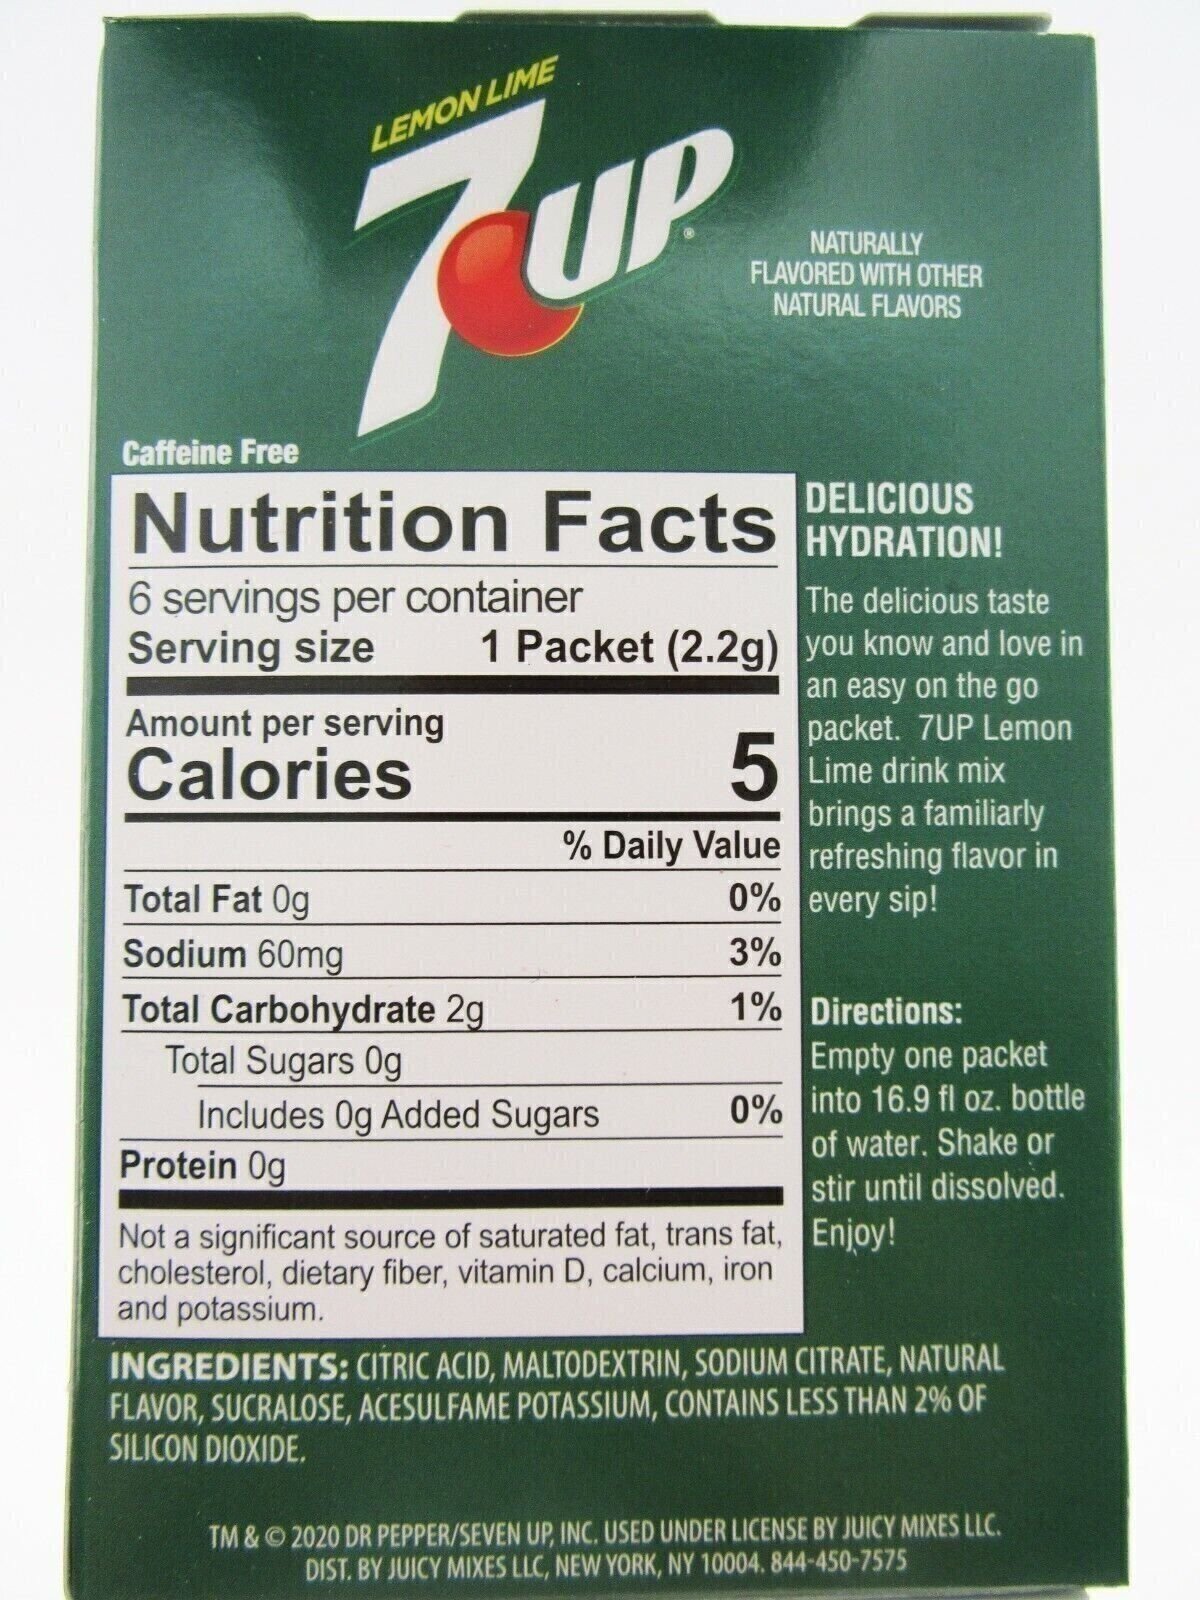 LEMON LIME
7UP®
NATURALLY
FLAVORED WITH OTHER
NATURAL FLAVORS
Caffeine Free
Nutrition Facts
6 servings per container
Serving size 1 Packet (2.2g)
Amount per serving
Calories 5
% Daily Value
Total Fat 0g 0%
Sodium 60mg 3%
Total Carbohydrate 2g 1%
Total Sugars 0g
Includes 0g Added Sugars 0%
Protein 0g
Not a significant source of saturated fat, trans fat,
cholesterol, dietary fiber, vitamin D, calcium, iron
and potassium.
DELICIOUS
HYDRATION!
The delicious taste
you know and love in
an easy on the go
packet. 7UP Lemon
Lime drink mix
brings a familiarly
refreshing flavor in
every sip!
Directions:
Empty one packet
into 16.9 fl oz. bottle
of water. Shake or
stir until dissolved.
Enjoy!
INGREDIENTS: CITRIC ACID, MALTODEXTRIN, SODIUM CITRATE, NATURAL
FLAVOR, SUCRALOSE, ACESULFAME POTASSIUM, CONTAINS LESS THAN 2% OF
SILICON DIOXIDE.
TM & © 2020 DR PEPPER/SEVEN UP, INC. USED UNDER LICENSE BY JUICY MIXES LLC.
DIST. BY JUICY MIXES LLC, NEW YORK, NY 10004. 844-450-7575